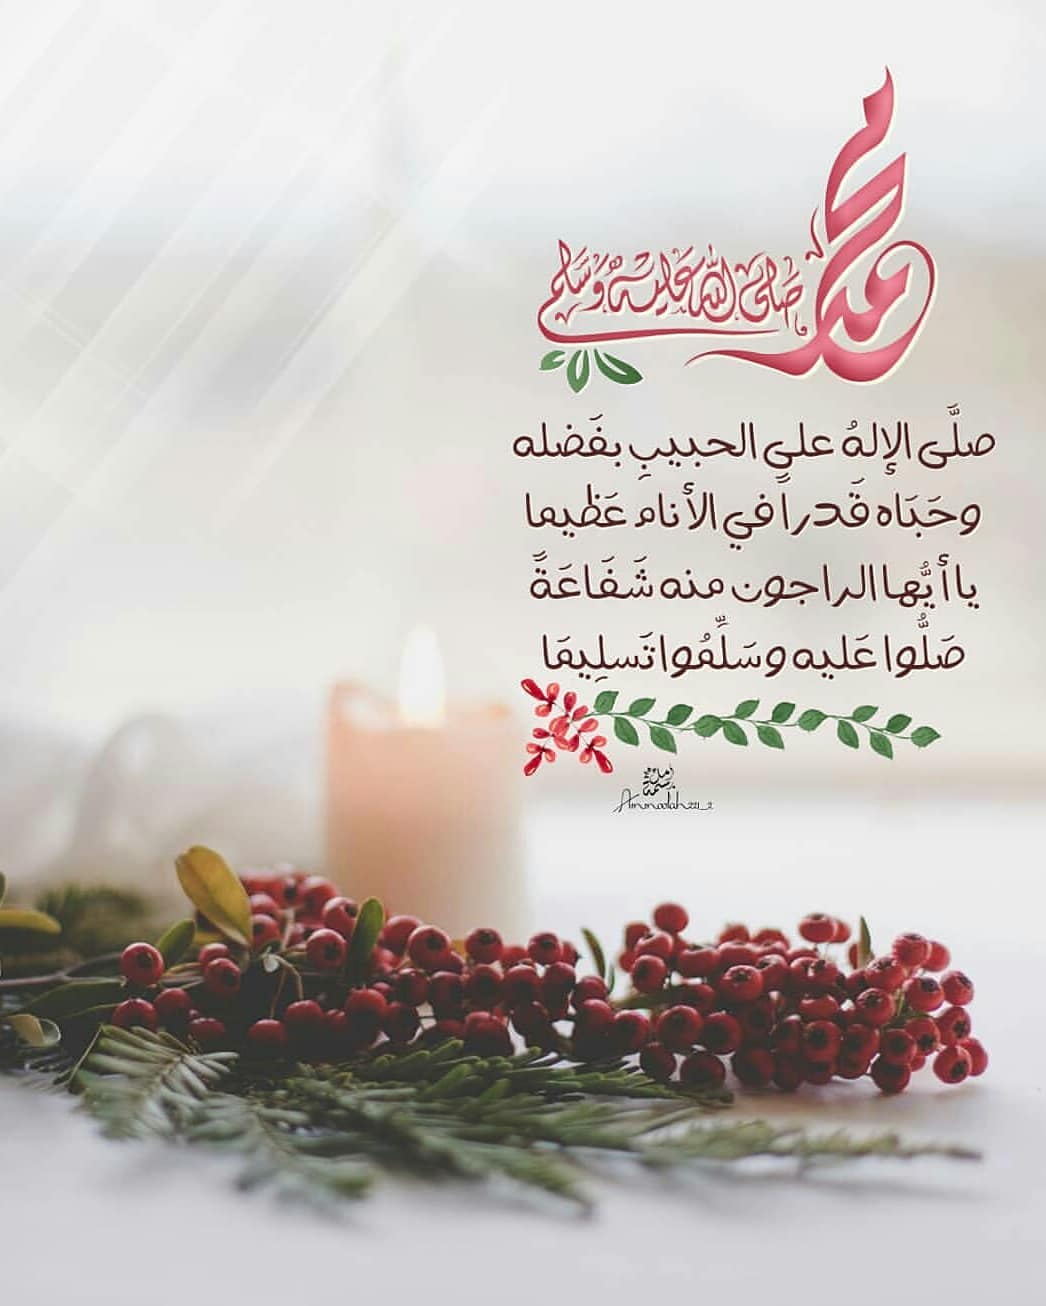 محمد صلى الله عليه وسلم
صلَّى الإلهُ على الحبيبِ بفَضله
وحَبَاه قَدراً في الأنام عَظيما
يا أيُّها الراجون منه شَفَاعَةً
صَلُّوا عَليه وسَلِّمُوا تَسلِيمَا